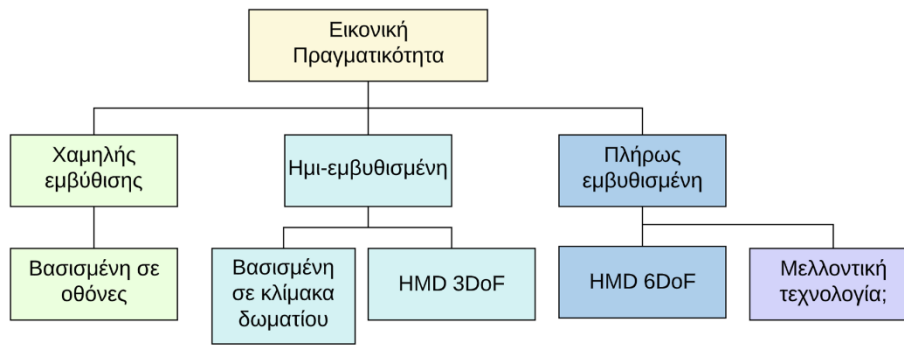 Εικονική
Πραγματικότητα
Χαμηλής
εμβύθισης
Ημι-εμβυθισμένη
Πλήρως
εμβυθισμένη
Βασισμένη σε
οθόνες
Βασισμένη
σε κλίμακα
δωματίου
HMD 3DoF
HMD 6DoF
Μελλοντική
τεχνολογία;